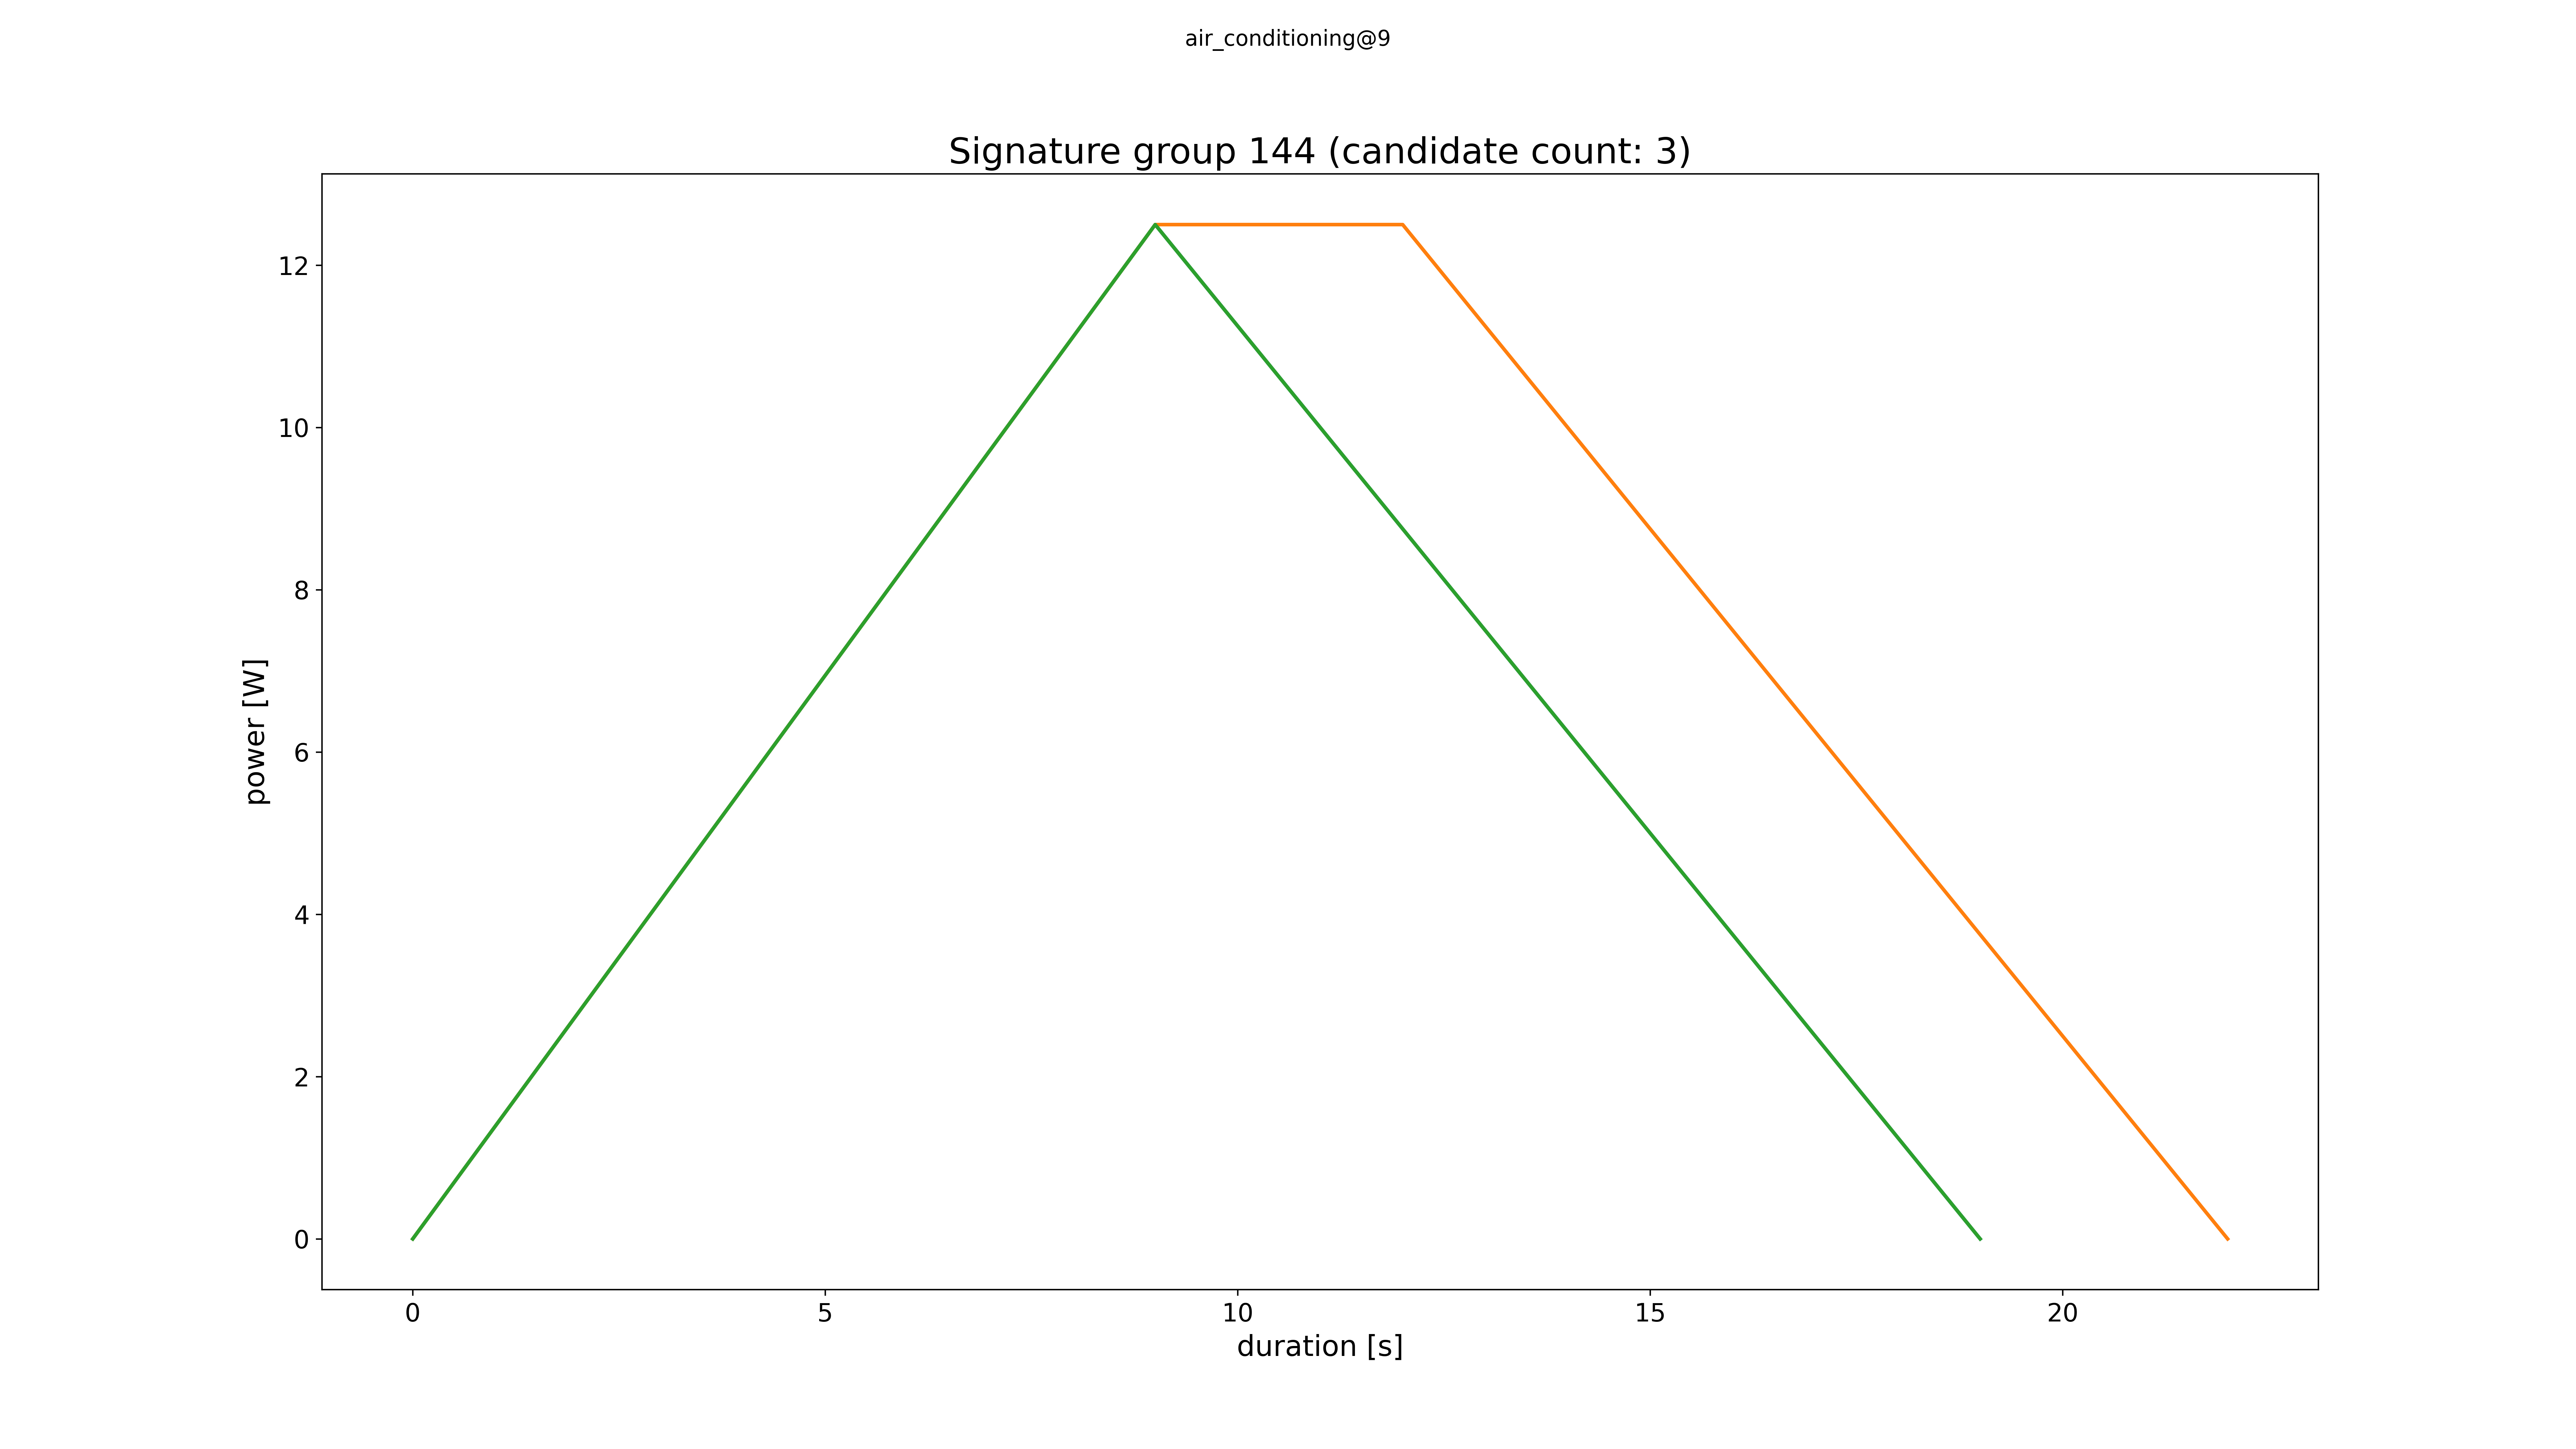 air_conditioning@9
Signature group 144 (candidate count: 3)
12
10
8
6
4
2
0
power [W]
0 5 10 15 20
duration [s]